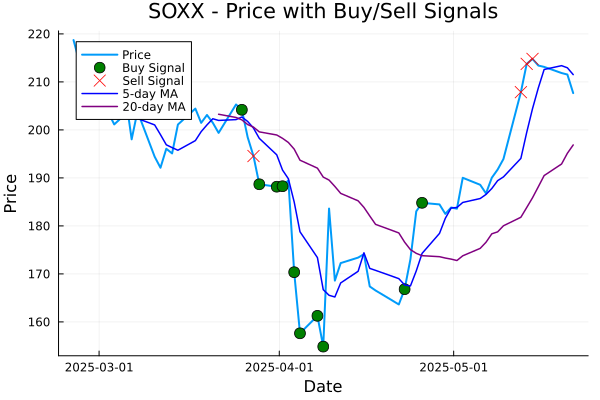 SOXX - Price with Buy/Sell Signals
220
210
200
190
180
170
160
Price
Price
Buy Signal
Sell Signal
5-day MA
20-day MA
2025-03-01
2025-04-01
2025-05-01
Date